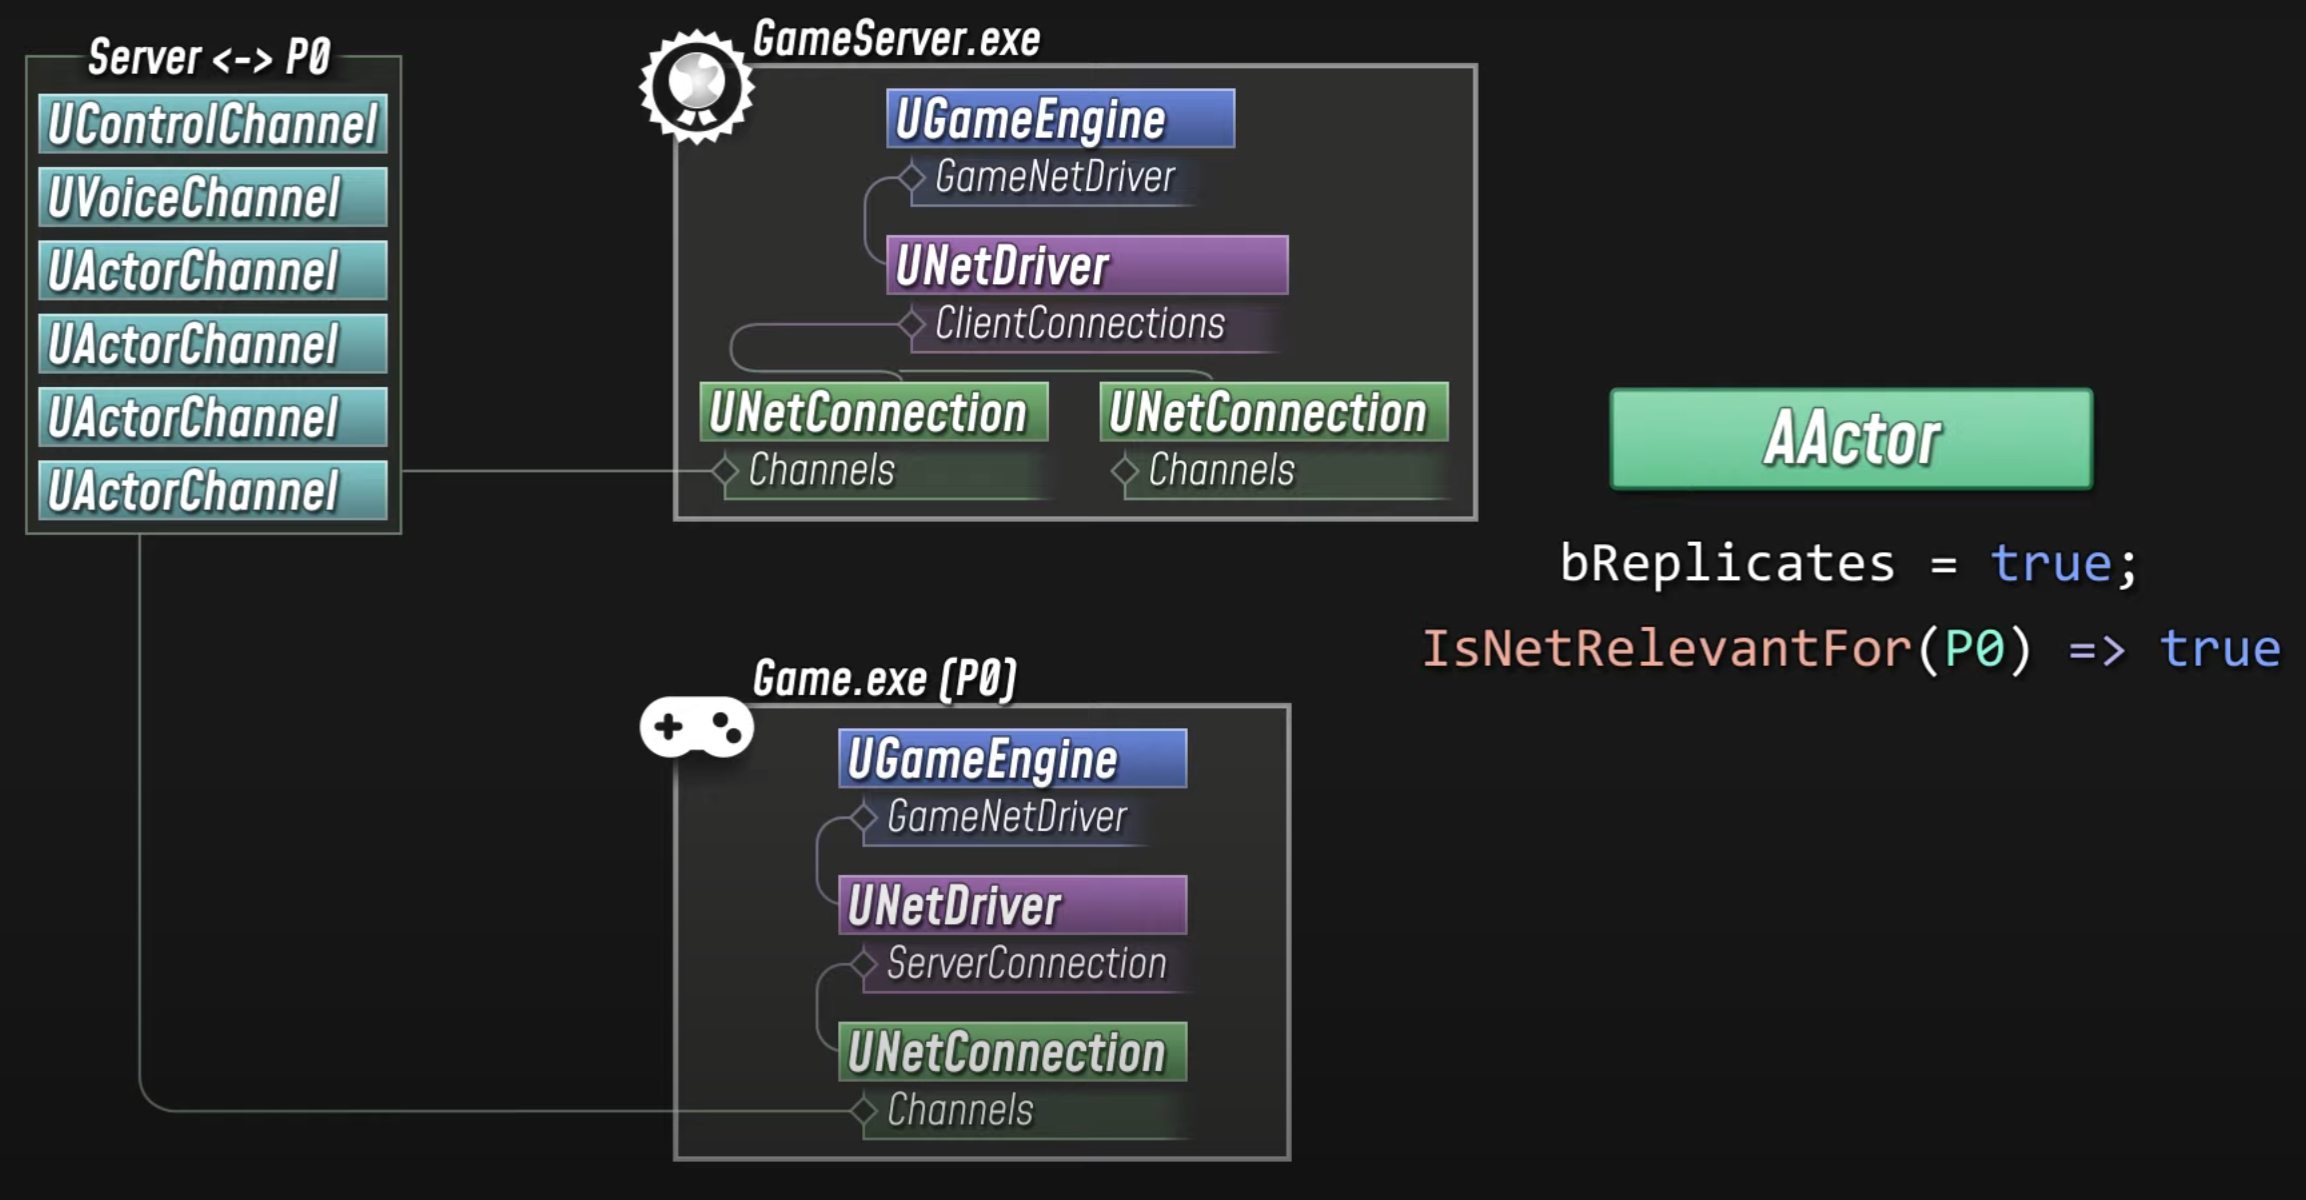 Server <-> P0
UControlChannel
UVoiceChannel
UActorChannel
UActorChannel
UActorChannel
UActorChannel
GameServer.exe
UGameEngine
GameNetDriver
UNetDriver
ClientConnections
UNetConnection
Channels
UNetConnection
Channels
Game.exe (P0)
UGameEngine
GameNetDriver
UNetDriver
ServerConnection
UNetConnection
Channels
AActor
bReplicates = true;
IsNetRelevantFor(P0) => true